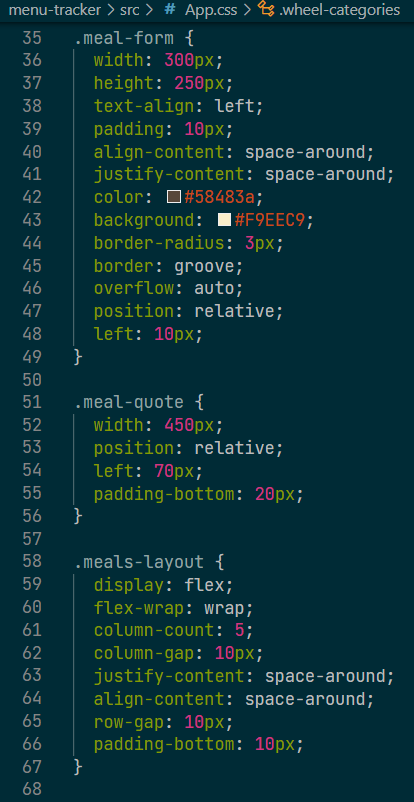 menu-tracker > src > # App.css > .wheel-categories
35 .meal-form {
36 width: 300px;
37 height: 250px;
38 text-align: left;
39 padding: 10px;
40 align-content: space-around;
41 justify-content: space-around;
42 color: #58483a;
43 background: #F9EEC9;
44 border-radius: 3px;
45 border: groove;
46 overflow: auto;
47 position: relative;
48 left: 10px;
49 }
50
51 .meal-quote {
52 width: 450px;
53 position: relative;
54 left: 70px;
55 padding-bottom: 20px;
56 }
57
58 .meals-layout {
59 display: flex;
60 flex-wrap: wrap;
61 column-count: 5;
62 column-gap: 10px;
63 justify-content: space-around;
64 align-content: space-around;
65 row-gap: 10px;
66 padding-bottom: 10px;
67 }
68